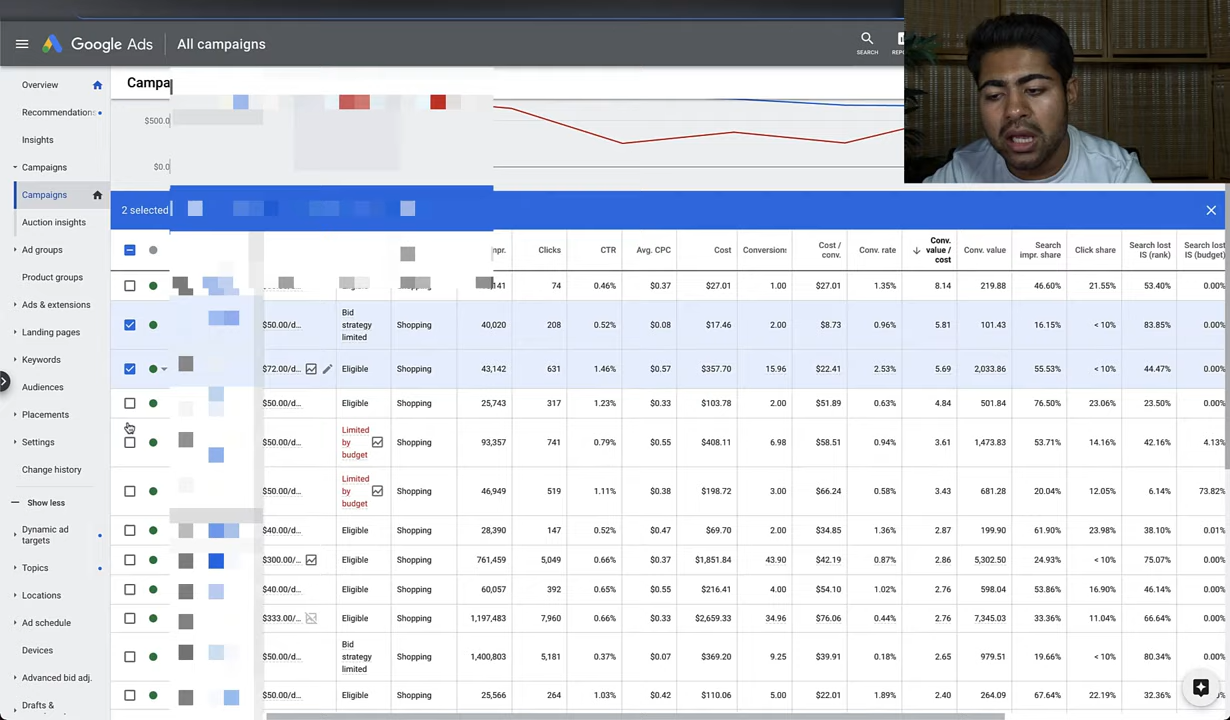 Google Ads All campaigns
SEARCH
Overview
Recommendations
Insights
Campaigns
Campaigns
Auction insights
Ad groups
Product groups
Ads & extensions
Landing pages
Keywords
Audiences
Placements
Settings
Change history
Show less
Dynamic ad
targets
Topics
Locations
Ad schedule
Devices
Advanced bid adj.
Drafts &
Campa
$500.0
$0.0
2 selected
mpr. Clicks CTR Avg. CPC Cost Conversions Cost / conv. Conv. rate Conv. value / cost Conv. value Search impr. share Click share Search lost IS (rank) Search lost IS (budget)
,141 74 0.46% $0.37 $27.01 1.00 $27.01 1.35% 8.14 219.88 46.60% 21.55% 53.40% 0.00%
$50.00/d... Bid strategy limited Shopping 40,020 208 0.52% $0.08 $17.46 2.00 $8.73 0.96% 5.81 101.43 16.15% < 10% 83.85% 0.00%
$72.00/d... Eligible Shopping 43,142 631 1.46% $0.57 $357.70 15.96 $22.41 2.53% 5.69 2,033.86 55.53% < 10% 44.47% 0.00%
$50.00/d... Eligible Shopping 25,743 317 1.23% $0.33 $103.78 2.00 $51.89 0.63% 4.84 501.84 76.50% 23.06% 23.50% 0.00%
$50.00/d... Limited by budget Shopping 93,357 741 0.79% $0.55 $408.11 6.98 $58.51 0.94% 3.61 1,473.83 53.71% 14.16% 42.16% 4.13%
$50.00/d... Limited by budget Shopping 46,949 519 1.11% $0.38 $198.72 3.00 $66.24 0.58% 3.43 681.28 20.04% 12.05% 6.14% 73.82%
$40.00/d... Eligible Shopping 28,390 147 0.52% $0.47 $69.70 2.00 $34.85 1.36% 2.87 199.90 61.90% 23.98% 38.10% 0.01%
$300.00/... Eligible Shopping 761,459 5,049 0.66% $0.37 $1,851.84 43.90 $42.19 0.87% 2.86 5,302.50 24.93% < 10% 75.07% 0.00%
$40.00/d... Eligible Shopping 60,057 392 0.65% $0.55 $216.41 4.00 $54.10 1.02% 2.76 598.04 53.86% 16.90% 46.14% 0.00%
$333.00/... Eligible Shopping 1,197,483 7,960 0.66% $0.33 $2,659.33 34.96 $76.06 0.44% 2.76 7,345.03 33.36% 11.04% 66.64% 0.00%
$50.00/d... Bid strategy limited Shopping 1,400,803 5,181 0.37% $0.07 $369.20 9.25 $39.91 0.18% 2.65 979.51 19.66% < 10% 80.34% 0.00%
$50.00/d... Eligible Shopping 25,566 264 1.03% $0.42 $110.06 5.00 $22.01 1.89% 2.40 264.09 67.64% 22.19% 32.36% 0.00%